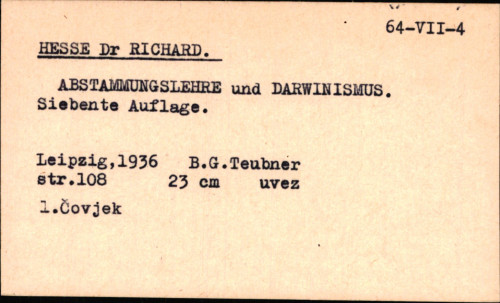 64-VII-4
HESSE Dr RICHARD.
ABSTAMMUNGSLEHRE und DARWINISMUS.
Siebente Auflage.
Leipzig,1936 B.G.Teubner
str.108 23 cm uvez
1.Čovjek